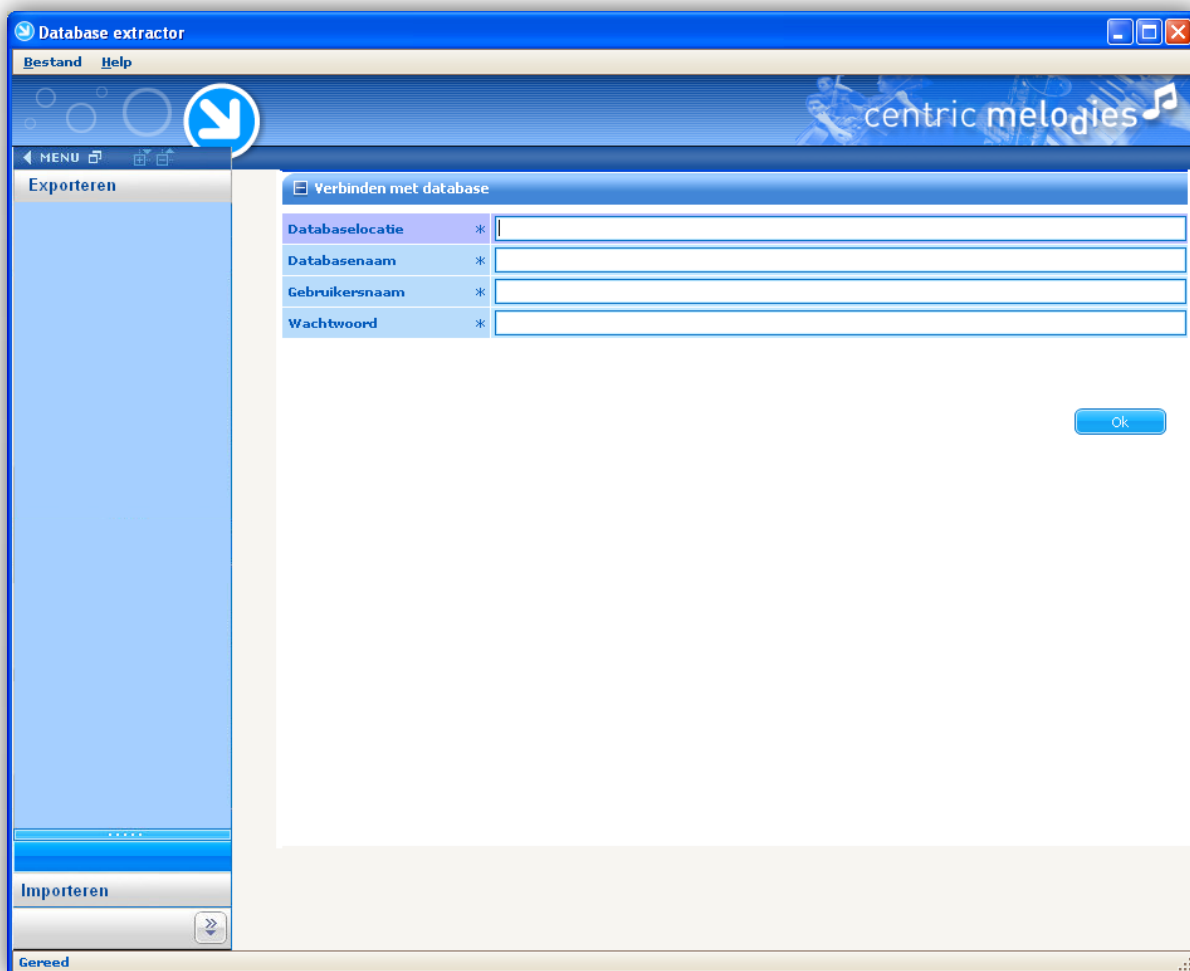 Database extractor
Bestand Help
centric melodies
MENU
Exporteren
Verbinden met database
Databaselocatie *
Databasenaam *
Gebruikersnaam *
Wachtwoord *
Ok
Importeren
Gereed